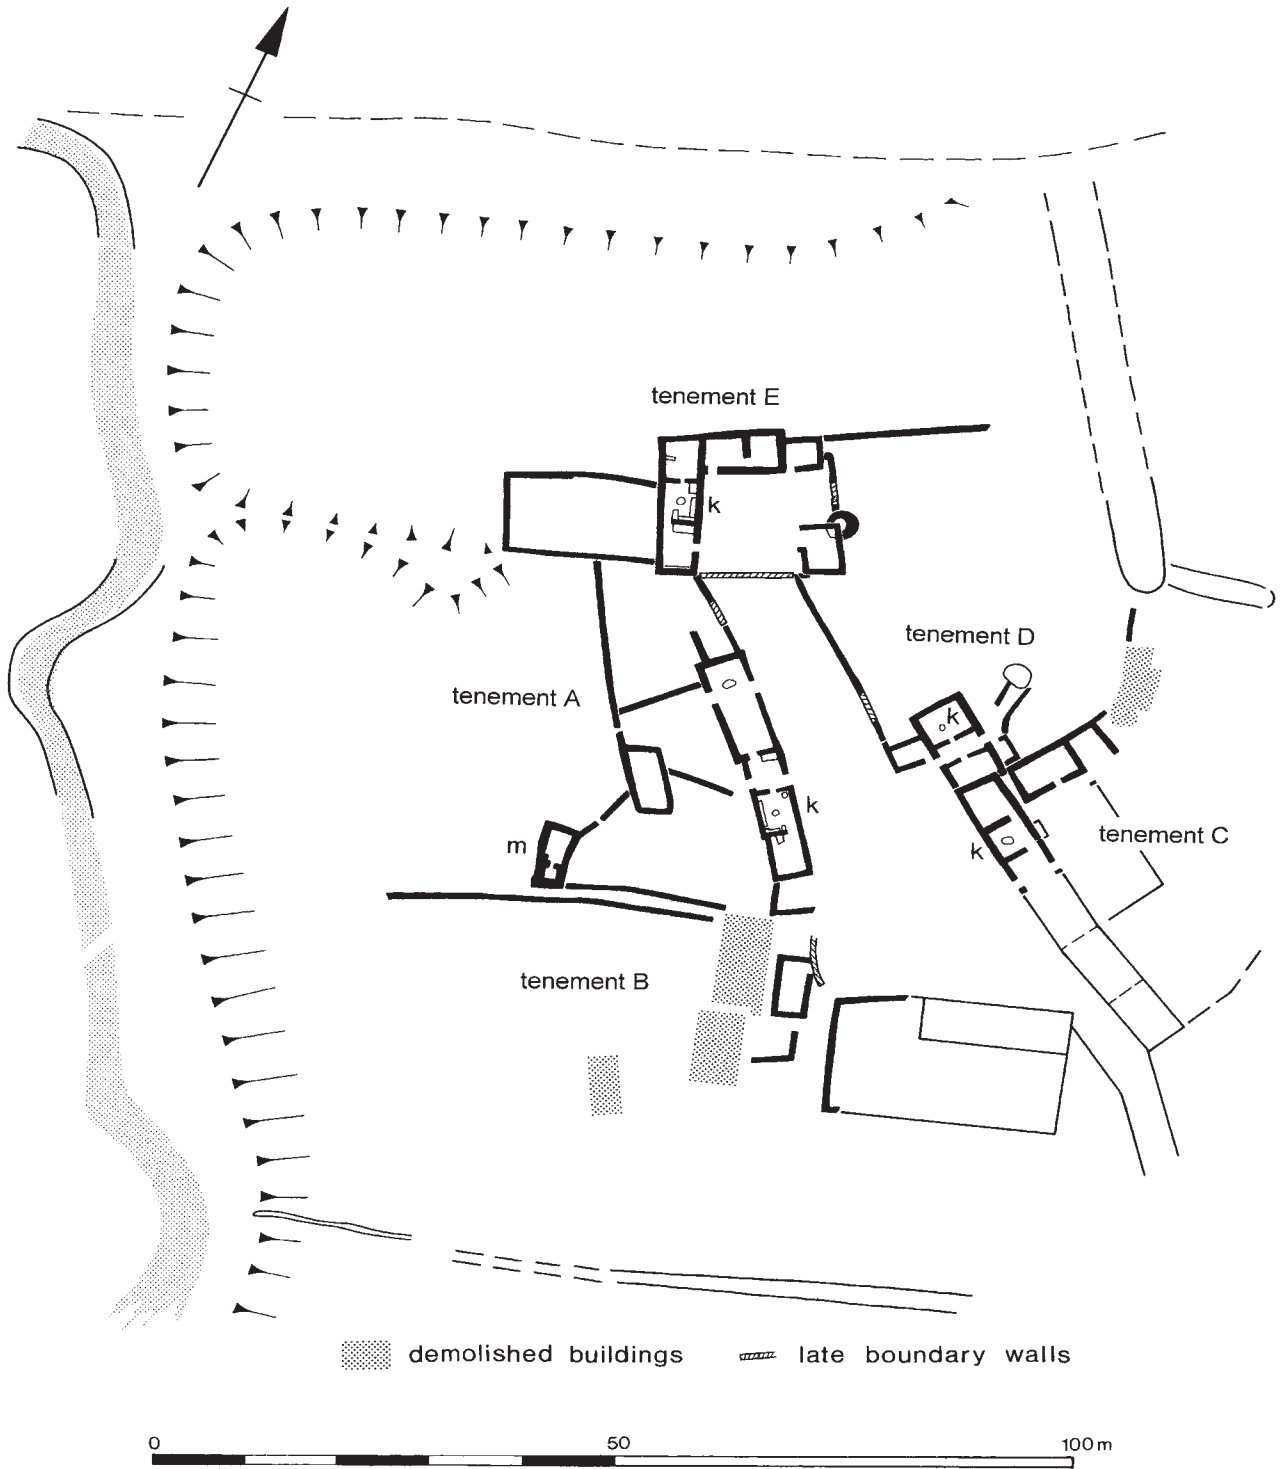 tenement E
k
tenement D
tenement A
k
k
m
tenement C
k
tenement B
demolished buildings
late boundary walls
0 50 100 m